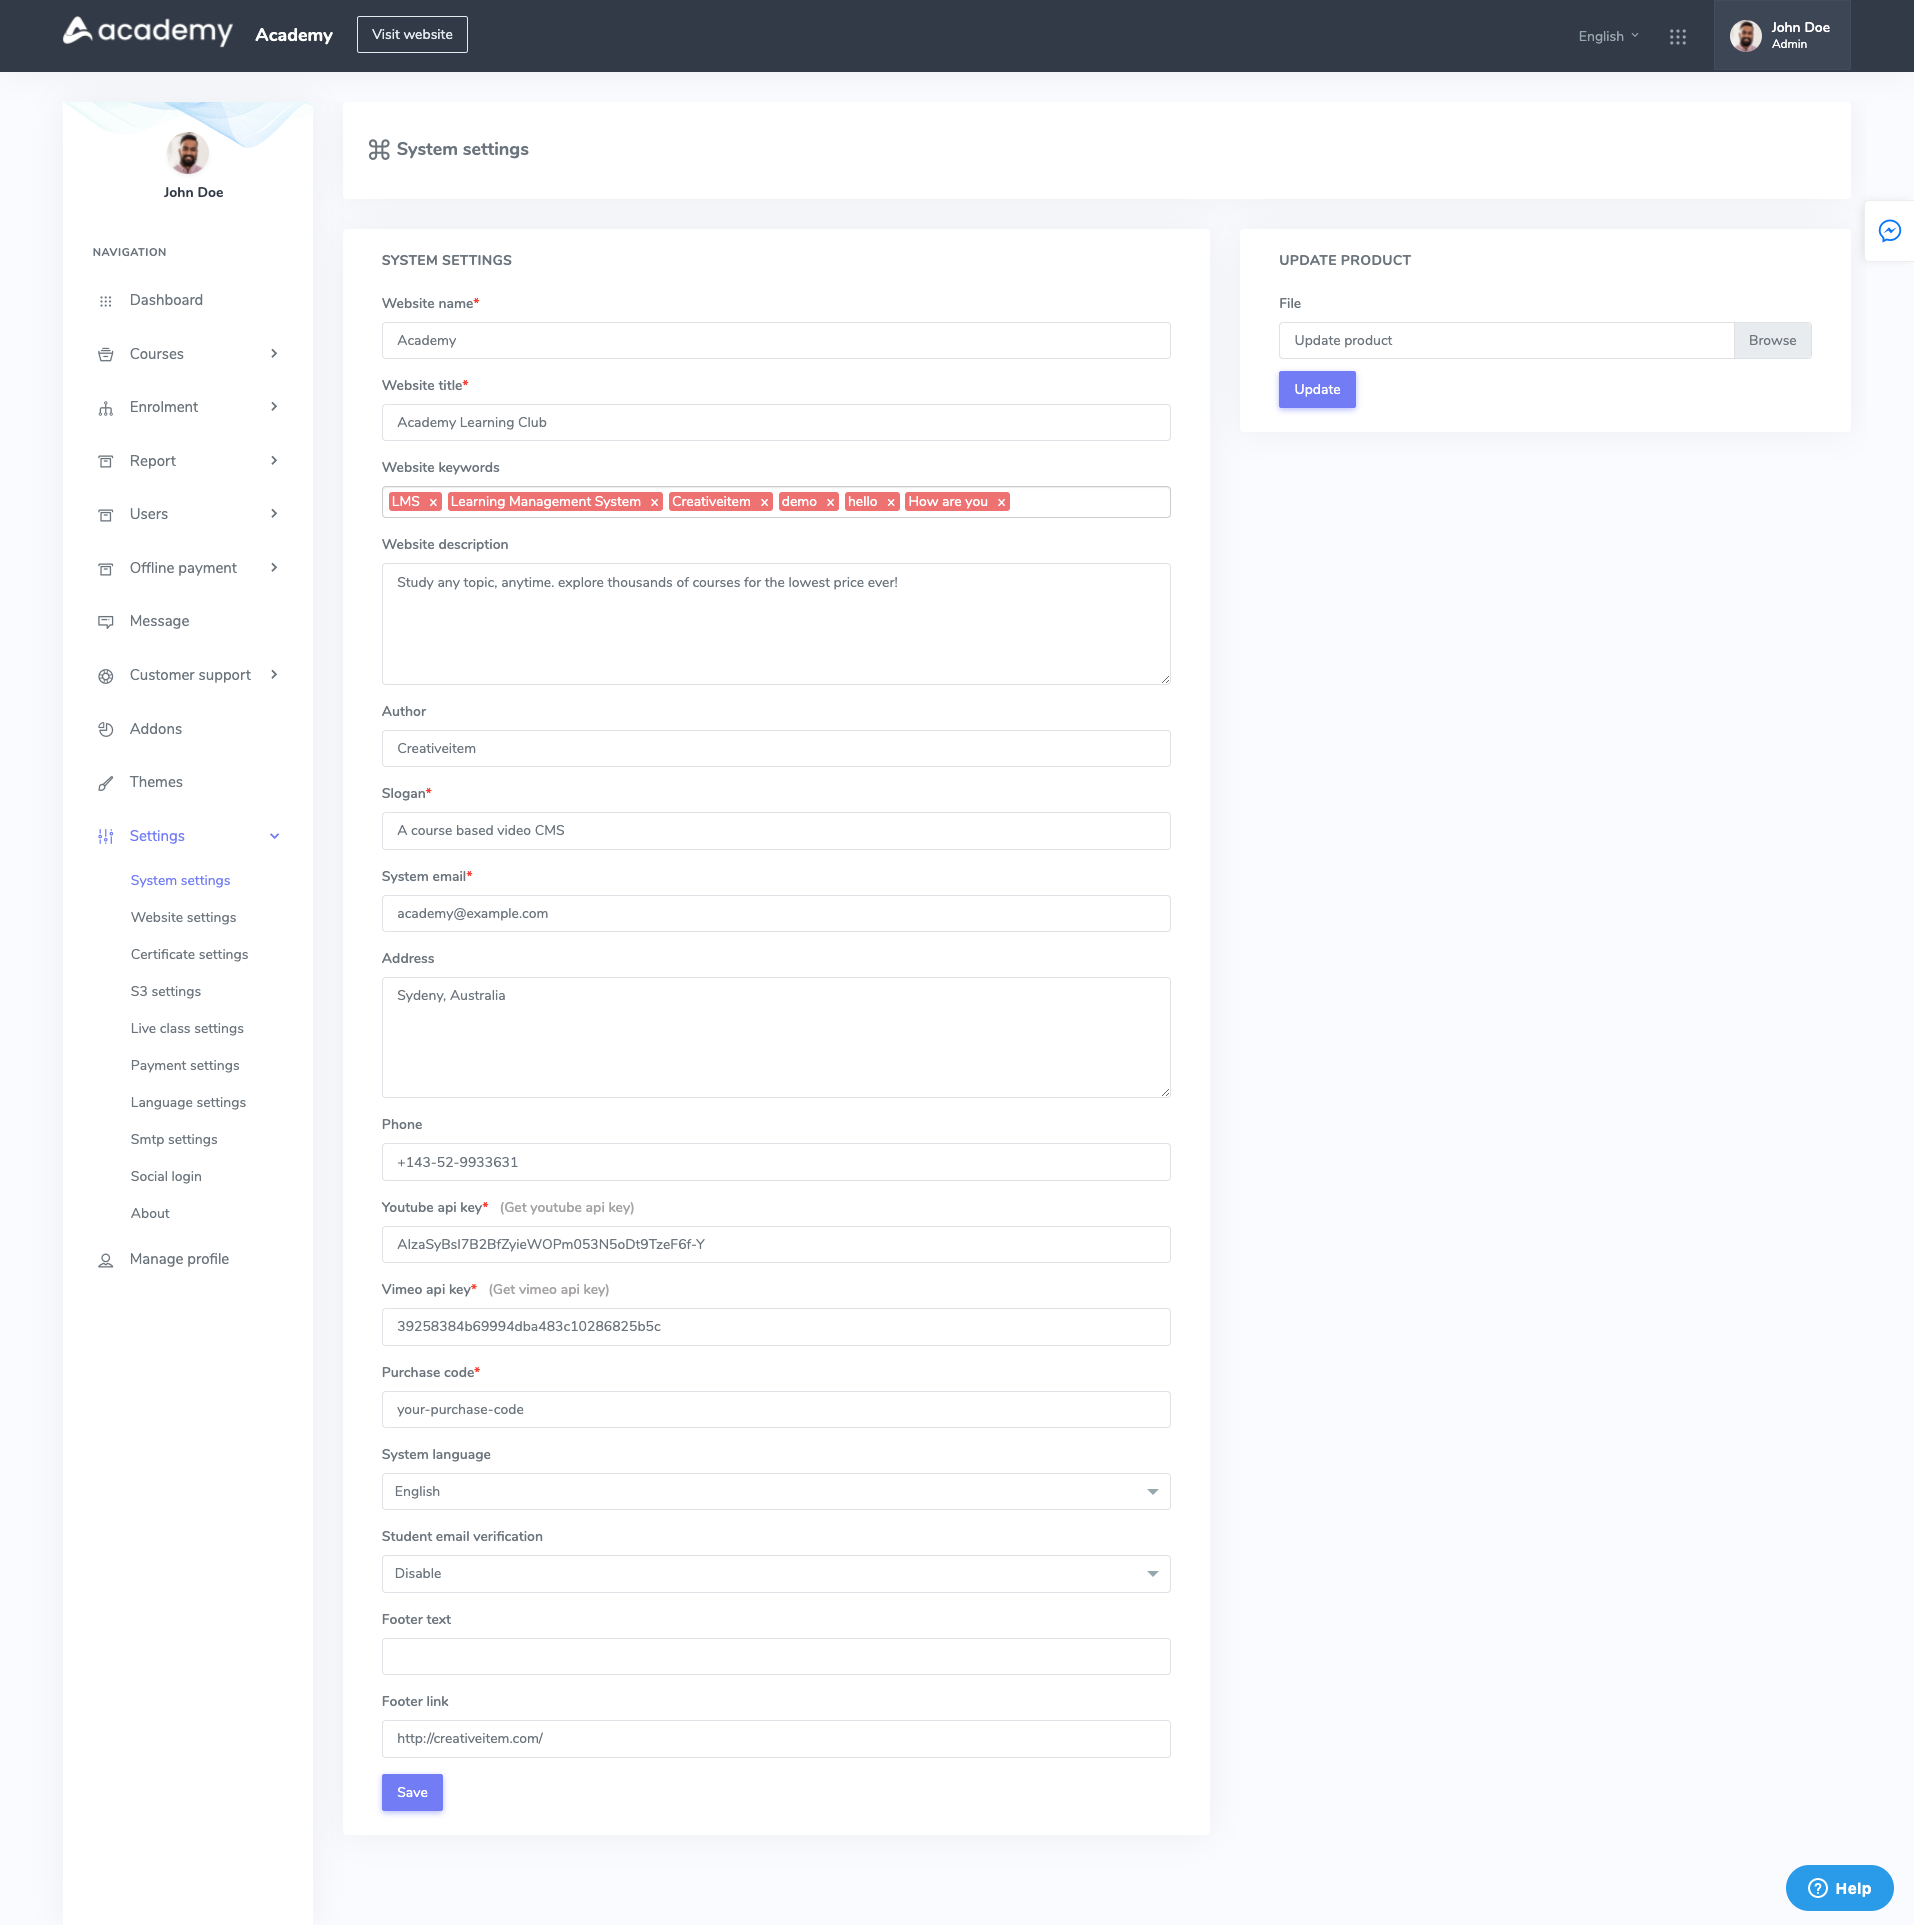 academy Academy Visit website English John Doe
Admin
John Doe
NAVIGATION
Dashboard
Courses
Enrolment
Report
Users
Offline payment
Message
Customer support
Addons
Themes
Settings
System settings
Website settings
Certificate settings
S3 settings
Live class settings
Payment settings
Language settings
Smtp settings
Social login
About
Manage profile
System settings
SYSTEM SETTINGS
Website name*
Academy
Website title*
Academy Learning Club
Website keywords
LMS x Learning Management System x Creativeitem x demo x hello x How are you x
Website description
Study any topic, anytime. explore thousands of courses for the lowest price ever!
Author
Creativeitem
Slogan*
A course based video CMS
System email*
academy@example.com
Address
Sydeny, Australia
Phone
+143-52-9933631
Youtube api key* (Get youtube api key)
AIzaSyBsI7B2BfZyieWOPm053N5oDt9TzeF6f-Y
Vimeo api key* (Get vimeo api key)
39258384b69994dba483c10286825b5c
Purchase code*
your-purchase-code
System language
English
Student email verification
Disable
Footer text
Footer link
http://creativeitem.com/
Save
UPDATE PRODUCT
File
Update product Browse
Update
Help